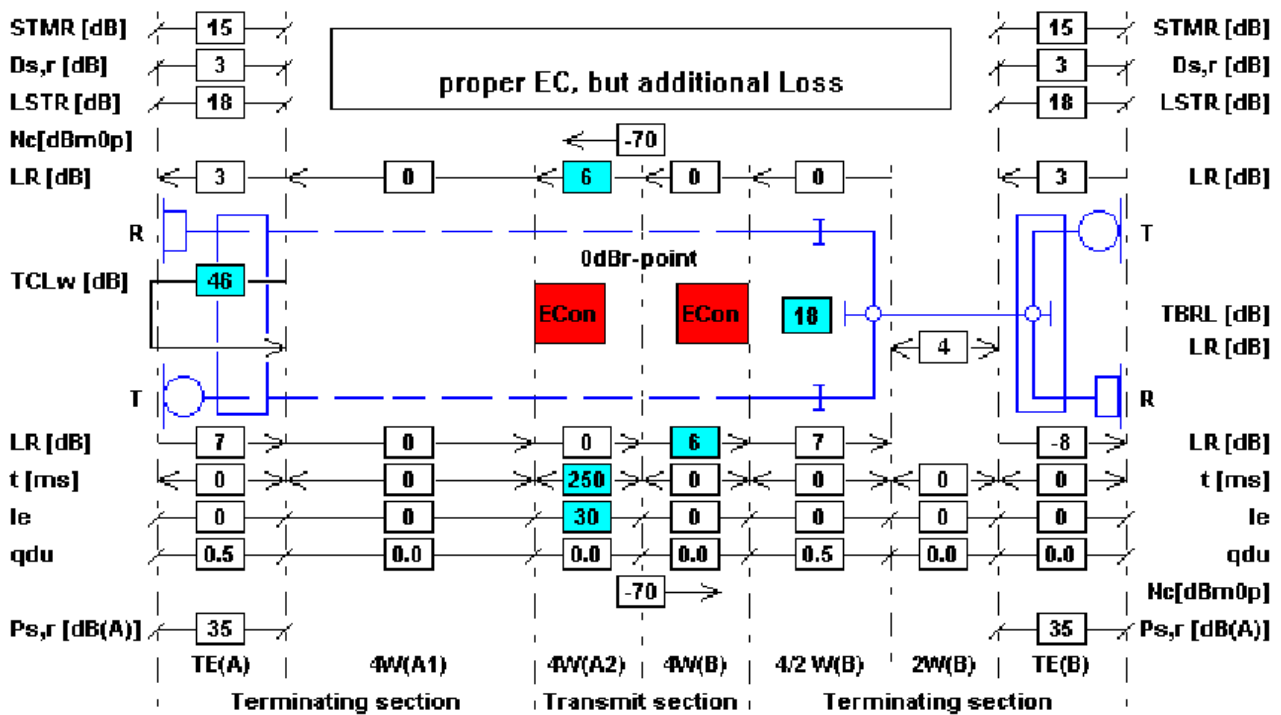 STMR [dB] 15 15 STMR [dB]
proper EC, but additional Loss
Ds,r [dB] 3 3 Ds,r [dB]
LSTR [dB] 18 18 LSTR [dB]
Nc[dBm0p] -70
LR [dB] 3 0 6 0 0 3 LR [dB]
R T
0dBr-point
TCLw [dB] 46
ECon ECon 18 TBRL [dB]
4 LR [dB]
T R
LR [dB] 7 0 0 6 7 -8 LR [dB]
t [ms] 0 0 250 0 0 0 0 t [ms]
Ie 0 0 30 0 0 0 0 Ie
qdu 0.5 0.0 0.0 0.0 0.5 0.0 0.0 qdu
-70 Nc[dBm0p]
Ps,r [dB(A)] 35 35 Ps,r [dB(A)]
TE(A) 4W(A1) 4W(A2) 4W(B) 4/2 W(B) 2W(B) TE(B)
Terminating section Transmit section Terminating section